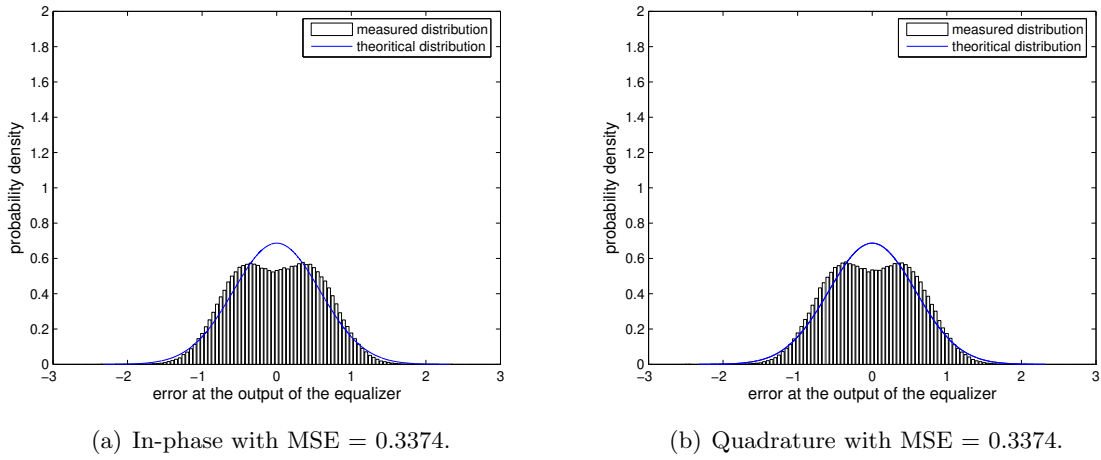 2
1.8
1.6
1.4
1.2
1
0.8
0.6
0.4
0.2
0
−3 −2 −1 0 1 2 3
probability density
error at the output of the equalizer
measured distribution
theoritical distribution
(a) In-phase with MSE = 0.3374.
2
1.8
1.6
1.4
1.2
1
0.8
0.6
0.4
0.2
0
−3 −2 −1 0 1 2 3
probability density
error at the output of the equalizer
measured distribution
theoritical distribution
(b) Quadrature with MSE = 0.3374.